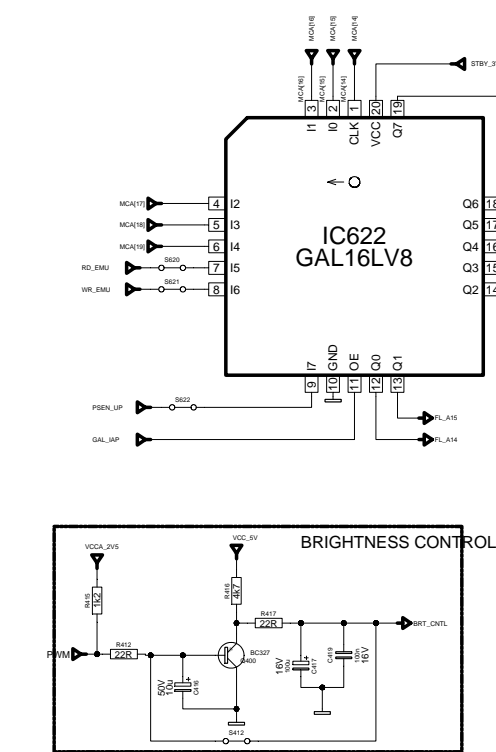 MCA[16] MCA[15] MCA[14]
STBY_3
MCA[16] MCA[15] MCA[14]
3 2 1 20 19
I1 I0 CLK VCC Q7
MCA[17] 4 I2 Q6 18
MCA[18] 5 I3 Q5 17
MCA[19] 6 I4 Q4 16
RD_EMU S620 7 I5 Q3 15
WR_EMU S621 8 I6 Q2 14
IC622
GAL16LV8
I7 GND OE Q0 Q1
9 10 11 12 13
PSEN_UP S622
FL_A15
GAL_IAP FL_A14
BRIGHTNESS CONTROL
VCCA_2V5 VCC_5V
R415 1k2 R416 4k7
R417
22R BRT_CNTL
PWM R412
22R
BC327
Q400
50V 10u C416
16V 100u C417
C419 100n 16V
S412